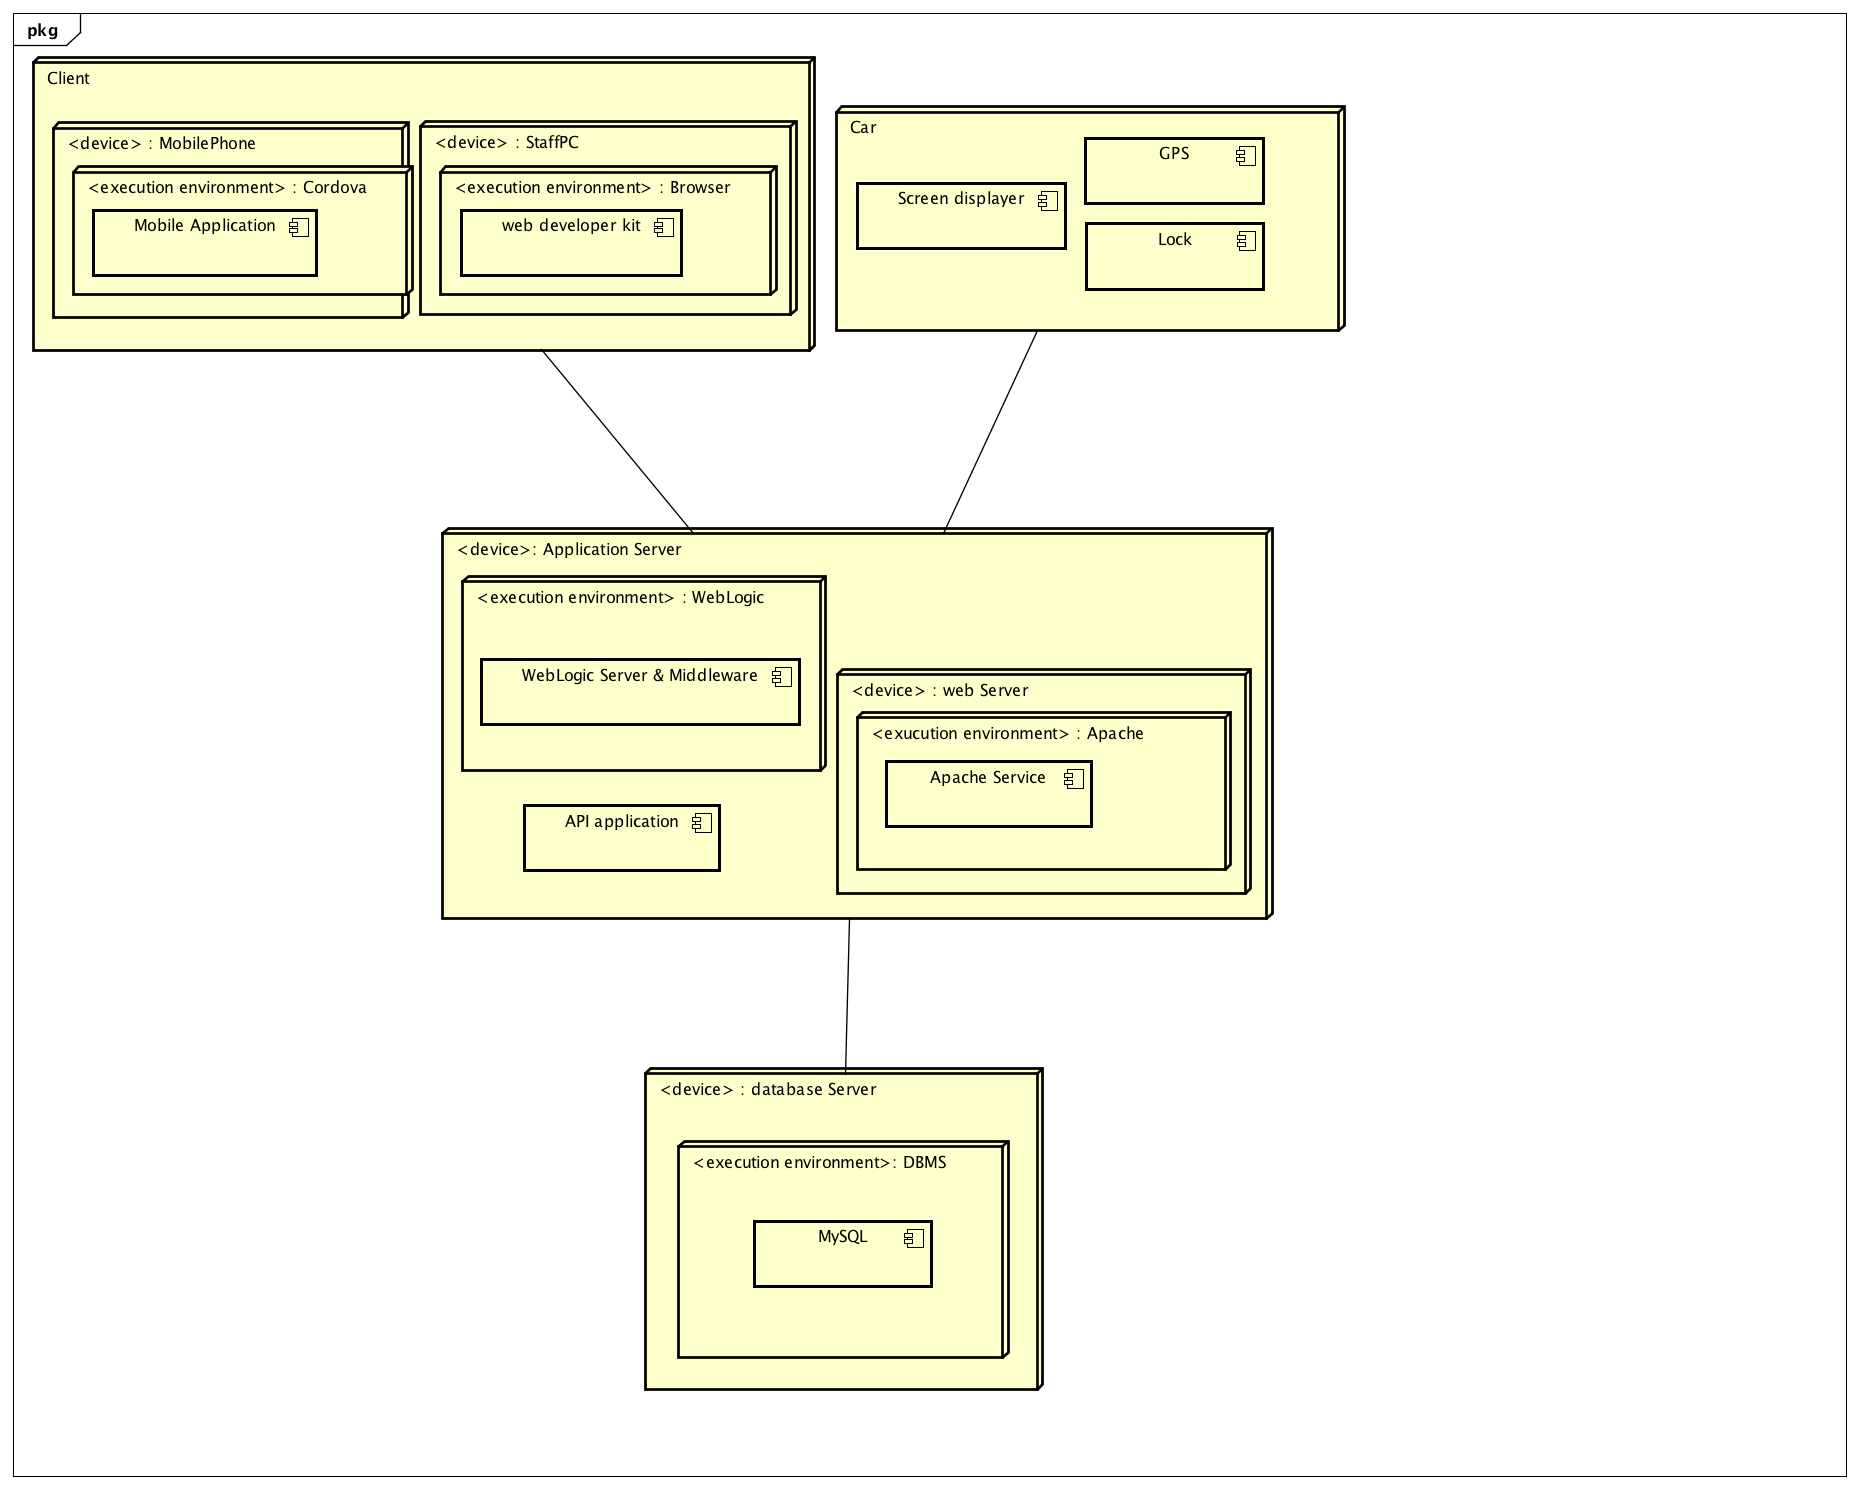 pkg
Client
<device> : MobilePhone
<execution environment> : Cordova
Mobile Application
<device> : StaffPC
<execution environment> : Browser
web developer kit
Car
Screen displayer
GPS
Lock
<device>: Application Server
<execution environment> : WebLogic
WebLogic Server & Middleware
API application
<device> : web Server
<exucution environment> : Apache
Apache Service
<device> : database Server
<execution environment>: DBMS
MySQL